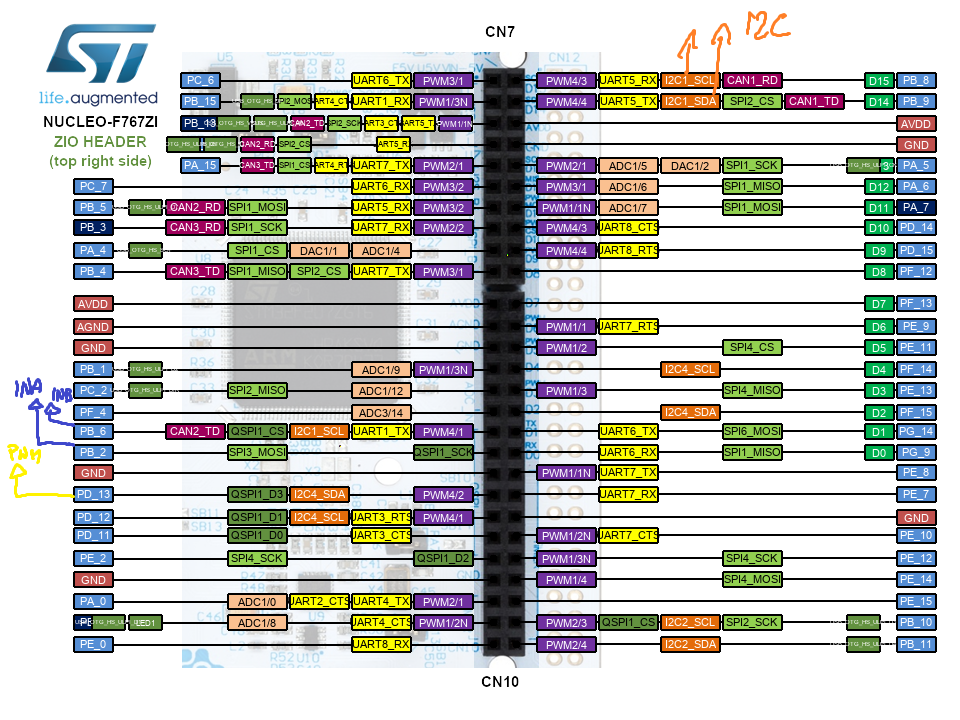 CN7
I2C
life.augmented
NUCLEO-F767ZI
ZIO HEADER
(top right side)
PC_6 UART6_TX PWM3/1 PWM4/3 UART5_RX I2C1_SCL CAN1_RD D15 PB_8
PB_15 SPI2_MOS UART1_RX PWM1/3N PWM4/4 UART5_TX I2C1_SDA SPI2_CS CAN1_TD D14 PB_9
PB_13 CAN2_TD PWM1/1N AVDD
CAN2_RD SPI2_CS GND
PA_15 CAN3_TD SPI1_CS UART7_TX PWM2/1 PWM2/1 ADC1/5 DAC1/2 SPI1_SCK PA_5
PC_7 UART6_RX PWM3/2 PWM3/1 ADC1/6 SPI1_MISO D12 PA_6
PB_5 CAN2_RD SPI1_MOSI UART5_RX PWM3/2 PWM1/1N ADC1/7 SPI1_MOSI D11 PA_7
PB_3 CAN3_RD SPI1_SCK UART7_RX PWM2/2 PWM4/3 UART8_CTS D10 PD_14
PA_4 SPI1_CS DAC1/1 ADC1/4 PWM4/4 UART8_RTS D9 PD_15
PB_4 CAN3_TD SPI1_MISO SPI2_CS UART7_TX PWM3/1 D8 PF_12
AVDD D7 PF_13
AGND PWM1/1 UART7_RTS D6 PE_9
GND PWM1/2 SPI4_CS D5 PE_11
PB_1 ADC1/9 PWM1/3N I2C4_SCL D4 PF_14
INA INB
PC_2 SPI2_MISO ADC1/12 PWM1/3 SPI4_MISO D3 PE_13
PF_4 ADC3/14 I2C4_SDA D2 PF_15
PB_6 CAN2_TD QSPI1_CS I2C1_SCL UART1_TX PWM4/1 UART6_TX SPI6_MOSI D1 PG_14
PB_2 SPI3_MOSI QSPI1_SCK UART6_RX SPI1_MISO D0 PG_9
PWM
GND PWM1/1N UART7_TX PE_8
PD_13 QSPI1_D3 I2C4_SDA PWM4/2 UART7_RX PE_7
PD_12 QSPI1_D1 I2C4_SCL UART3_RTS PWM4/1 GND
PD_11 QSPI1_D0 UART3_CTS PWM1/2N UART7_CTS PE_10
PE_2 SPI4_SCK QSPI1_D2 PWM1/3N SPI4_SCK PE_12
GND PWM1/4 SPI4_MOSI PE_14
PA_0 ADC1/0 UART2_CTS UART4_TX PWM2/1 PE_15
LED1 ADC1/8 UART4_CTS PWM1/2N PWM2/3 QSPI1_CS I2C2_SCL SPI2_SCK PB_10
PE_0 UART8_RX PWM2/4 I2C2_SDA PB_11
CN10